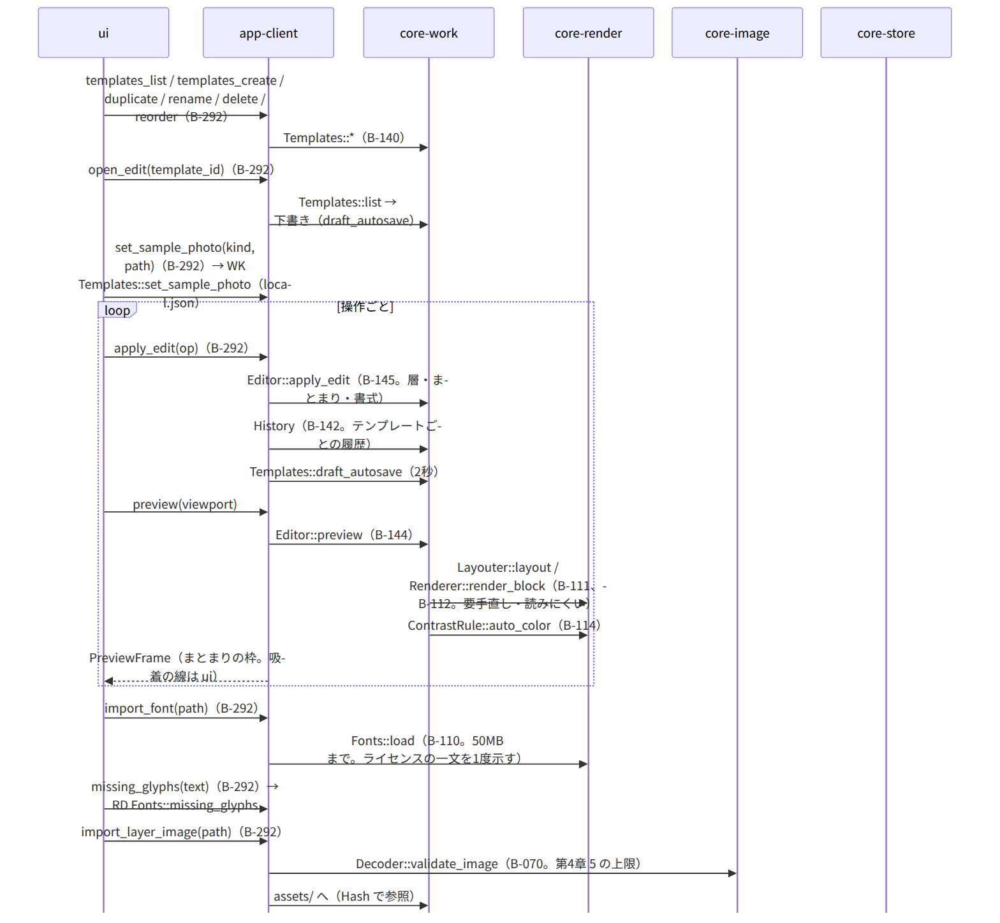 ui
app-client
core-work
core-render
core-image
core-store
templates_list / templates_create /
duplicate / rename / delete /
reorder（B-292）
Templates::*（B-140）
open_edit(template_id)（B-292）
Templates::list →
下書き（draft_autosave）
set_sample_photo(kind,
path)（B-292）→ WK
Templates::set_sample_photo（loca-
l.json）
loop
[操作ごと]
apply_edit(op)（B-292）
Editor::apply_edit（B-145。層・ま-
とまり・書式）
History（B-142。テンプレートご-
との履歴）
Templates::draft_autosave（2秒）
preview(viewport)
Editor::preview（B-144）
Layouter::layout /
Renderer::render_block（B-111、-
B-112。要手直し・読みにくい）
ContrastRule::auto_color（B-114）
PreviewFrame（まとまりの枠。吸-
着の線は ui）
import_font(path)（B-292）
Fonts::load（B-110。50MB
まで。ライセンスの一文を1度示す）
missing_glyphs(text)（B-292）→
RD Fonts::missing_glyphs
import_layer_image(path)（B-292）
Decoder::validate_image（B-070。第4章 5 の上限）
assets/ へ（Hash で参照）